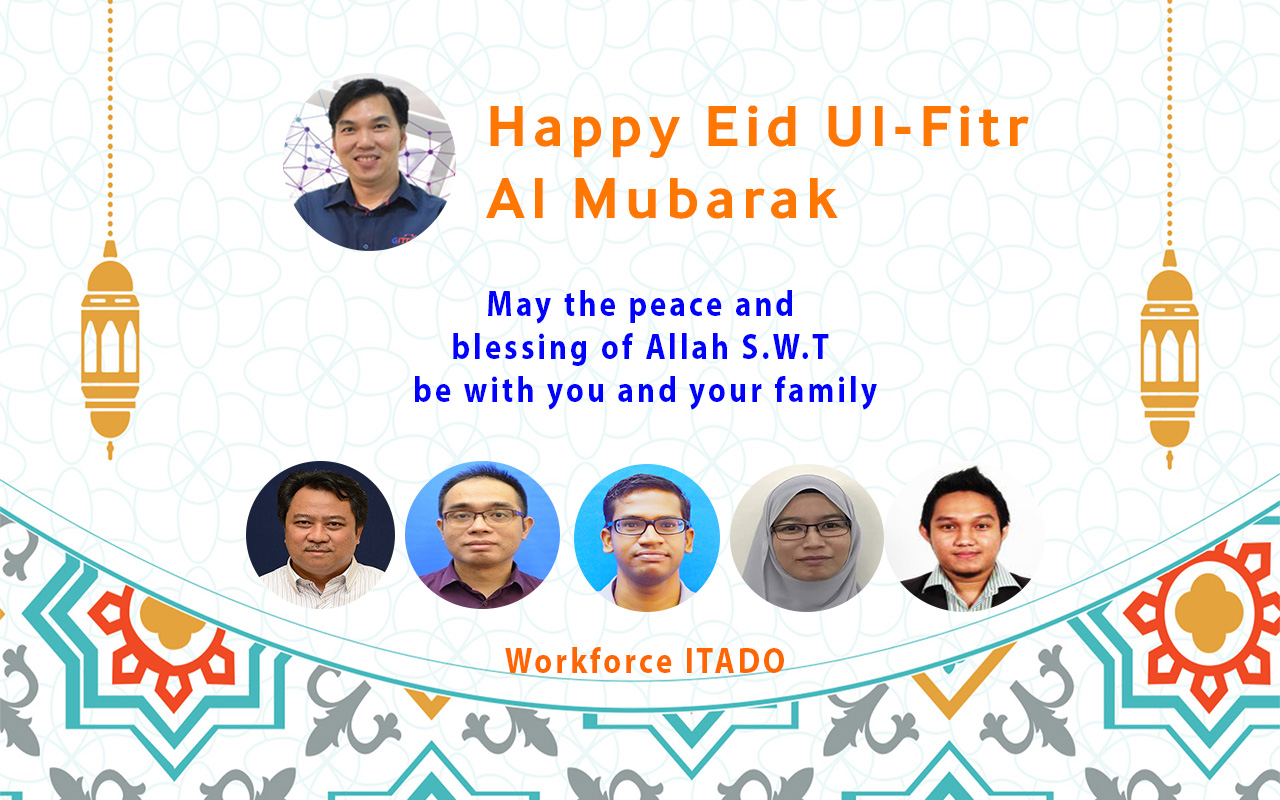 Happy Eid Ul-Fitr
Al Mubarak
May the peace and
blessing of Allah S.W.T
be with you and your family
Workforce ITADO